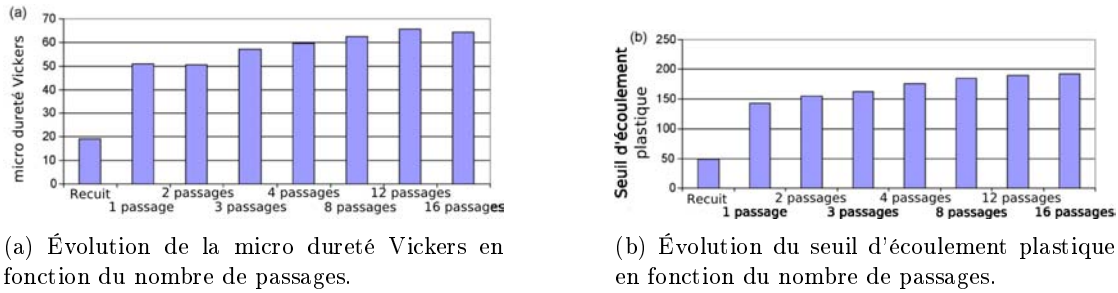 (a)
micro dureté Vickers
70
60
50
40
30
20
10
0
Recuit
2 passages
4 passages
12 passages
1 passage
3 passages
8 passages
16 passages
(b)
Seuil d'écoulement
plastique
250
200
150
100
50
0
Recuit
2 passages
4 passages
12 passages
1 passage
3 passages
8 passages
16 passages
(a) Évolution de la micro dureté Vickers en
fonction du nombre de passages.
(b) Évolution du seuil d'écoulement plastique
en fonction du nombre de passages.